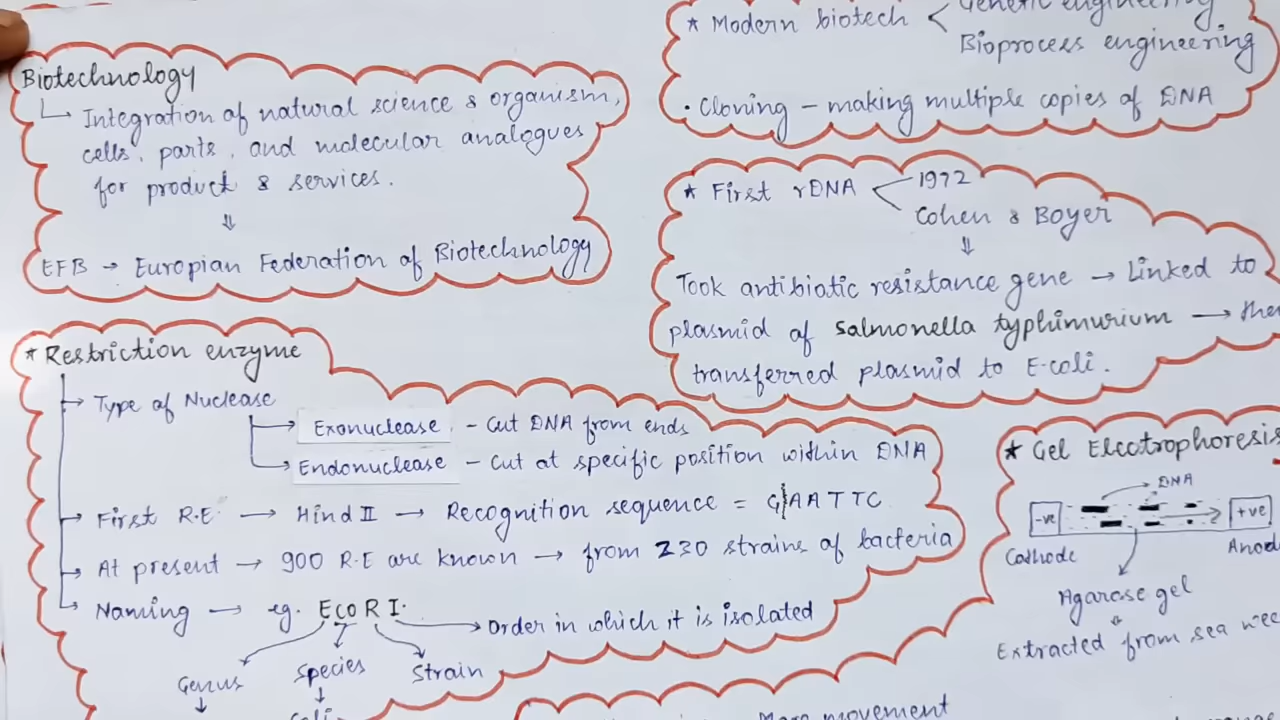 Biotechnology
Integration of natural science & organism,
cells, parts, and molecular analogues
for product & services.
⇓
EFB → Europian Federation of Biotechnology
* Modern biotech < Genetic engineering
Bioprocess engineering
• Cloning - making multiple copies of DNA
* First rDNA < 1972
Cohen & Boyer
⇓
Took antibiotic resistance gene → Linked to
plasmid of Salmonella typhimurium →
transferred plasmid to E-coli.
* Restriction enzyme
→ Type of Nuclease
→ Exonuclease - Cut DNA from ends
→ Endonuclease - Cut at specific position within DNA
→ First R.E → Hind II → Recognition sequence = G|AATTC
→ At present → 900 R.E are known → from 230 strains of bacteria
→ Naming → eg. EcoRI.
→ Order in which it is isolated
Genus
Species
Strain
* Gel Electrophoresis
DNA
-ve
+ve
Cathode
Agarose gel
Extracted from sea
movement